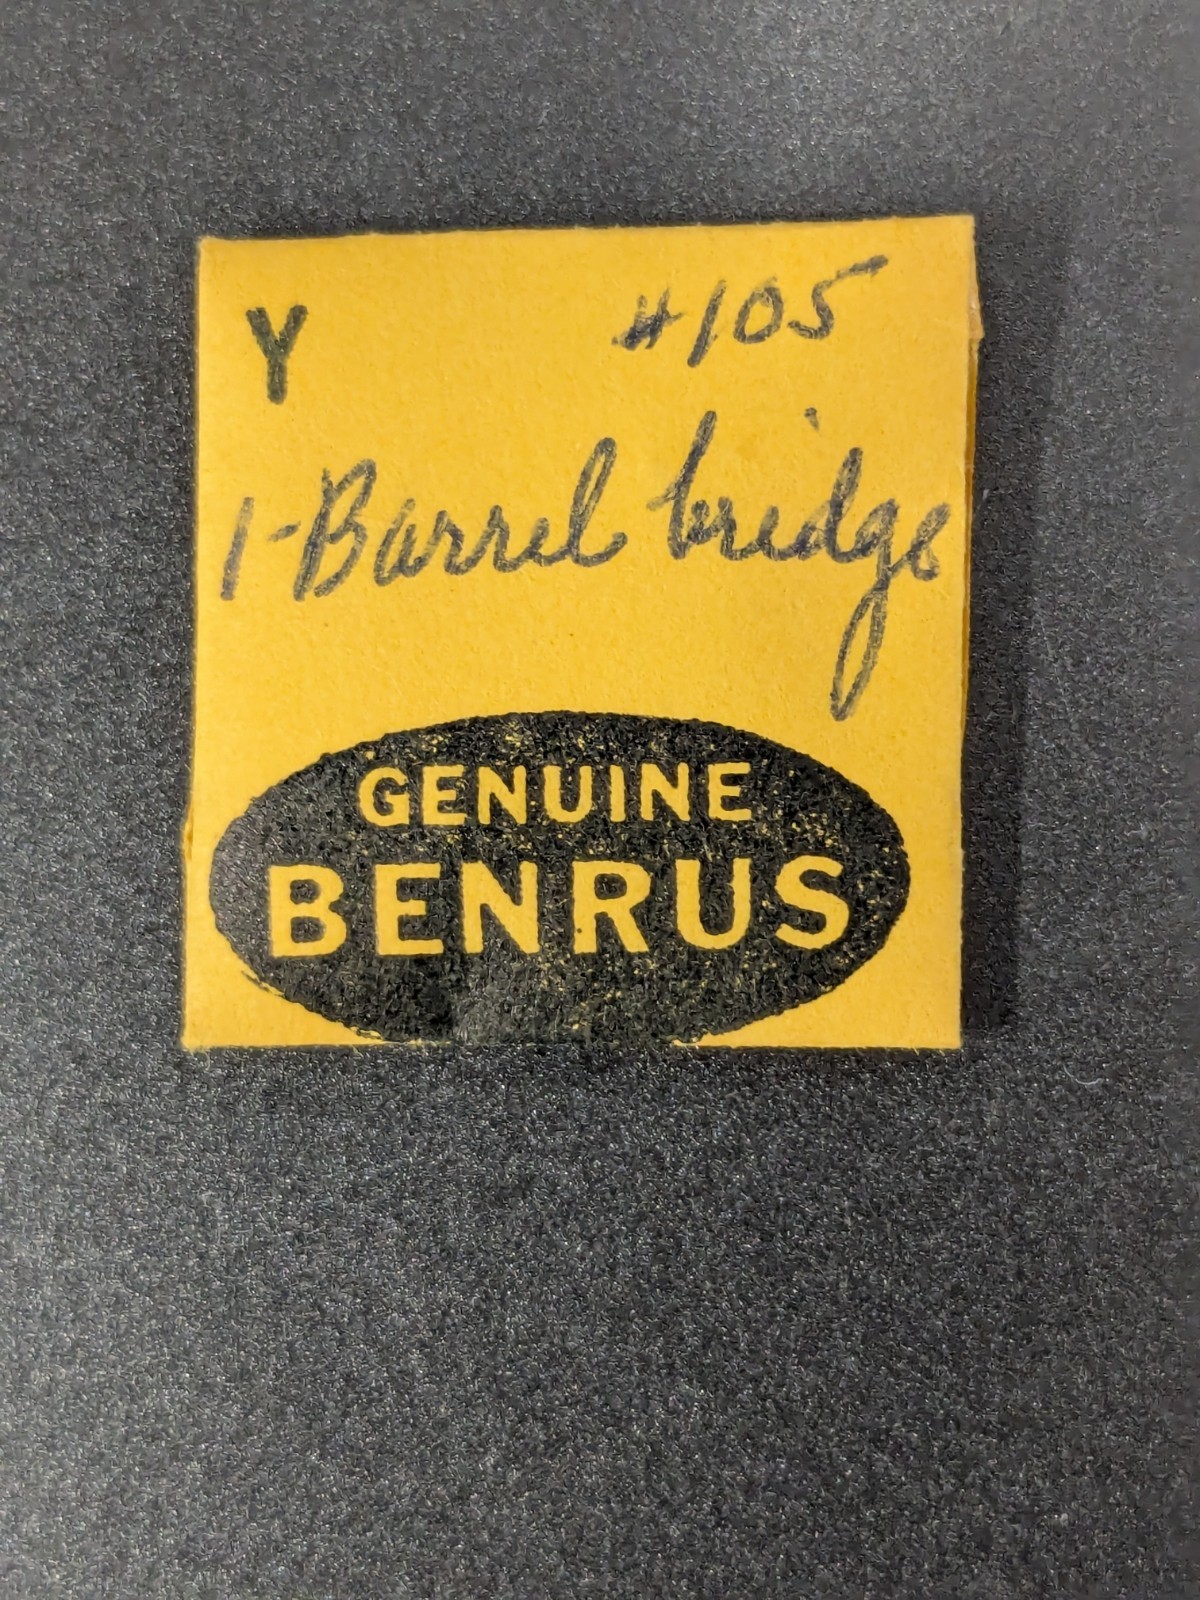 Y #105
1-Barrel bridge
GENUINE
BENRUS